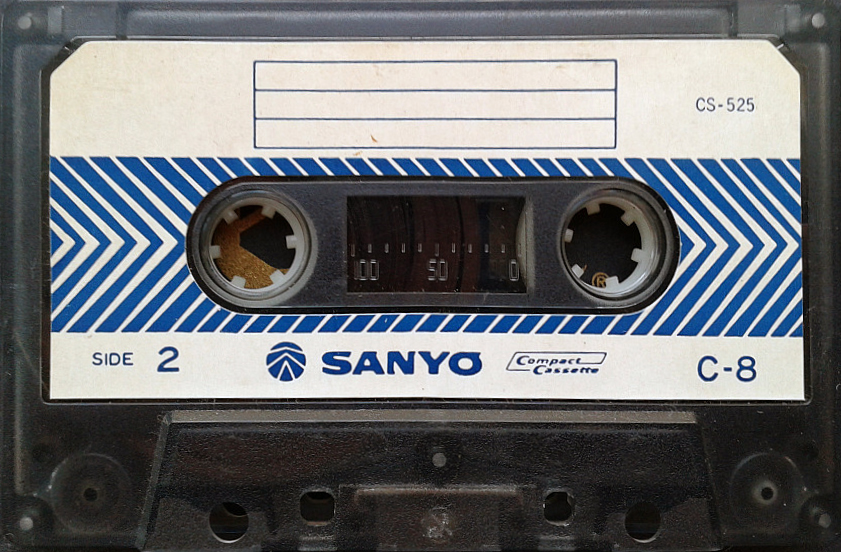 CS-525
100 50 0
®
SIDE 2 SANYO Compact Cassette C-8